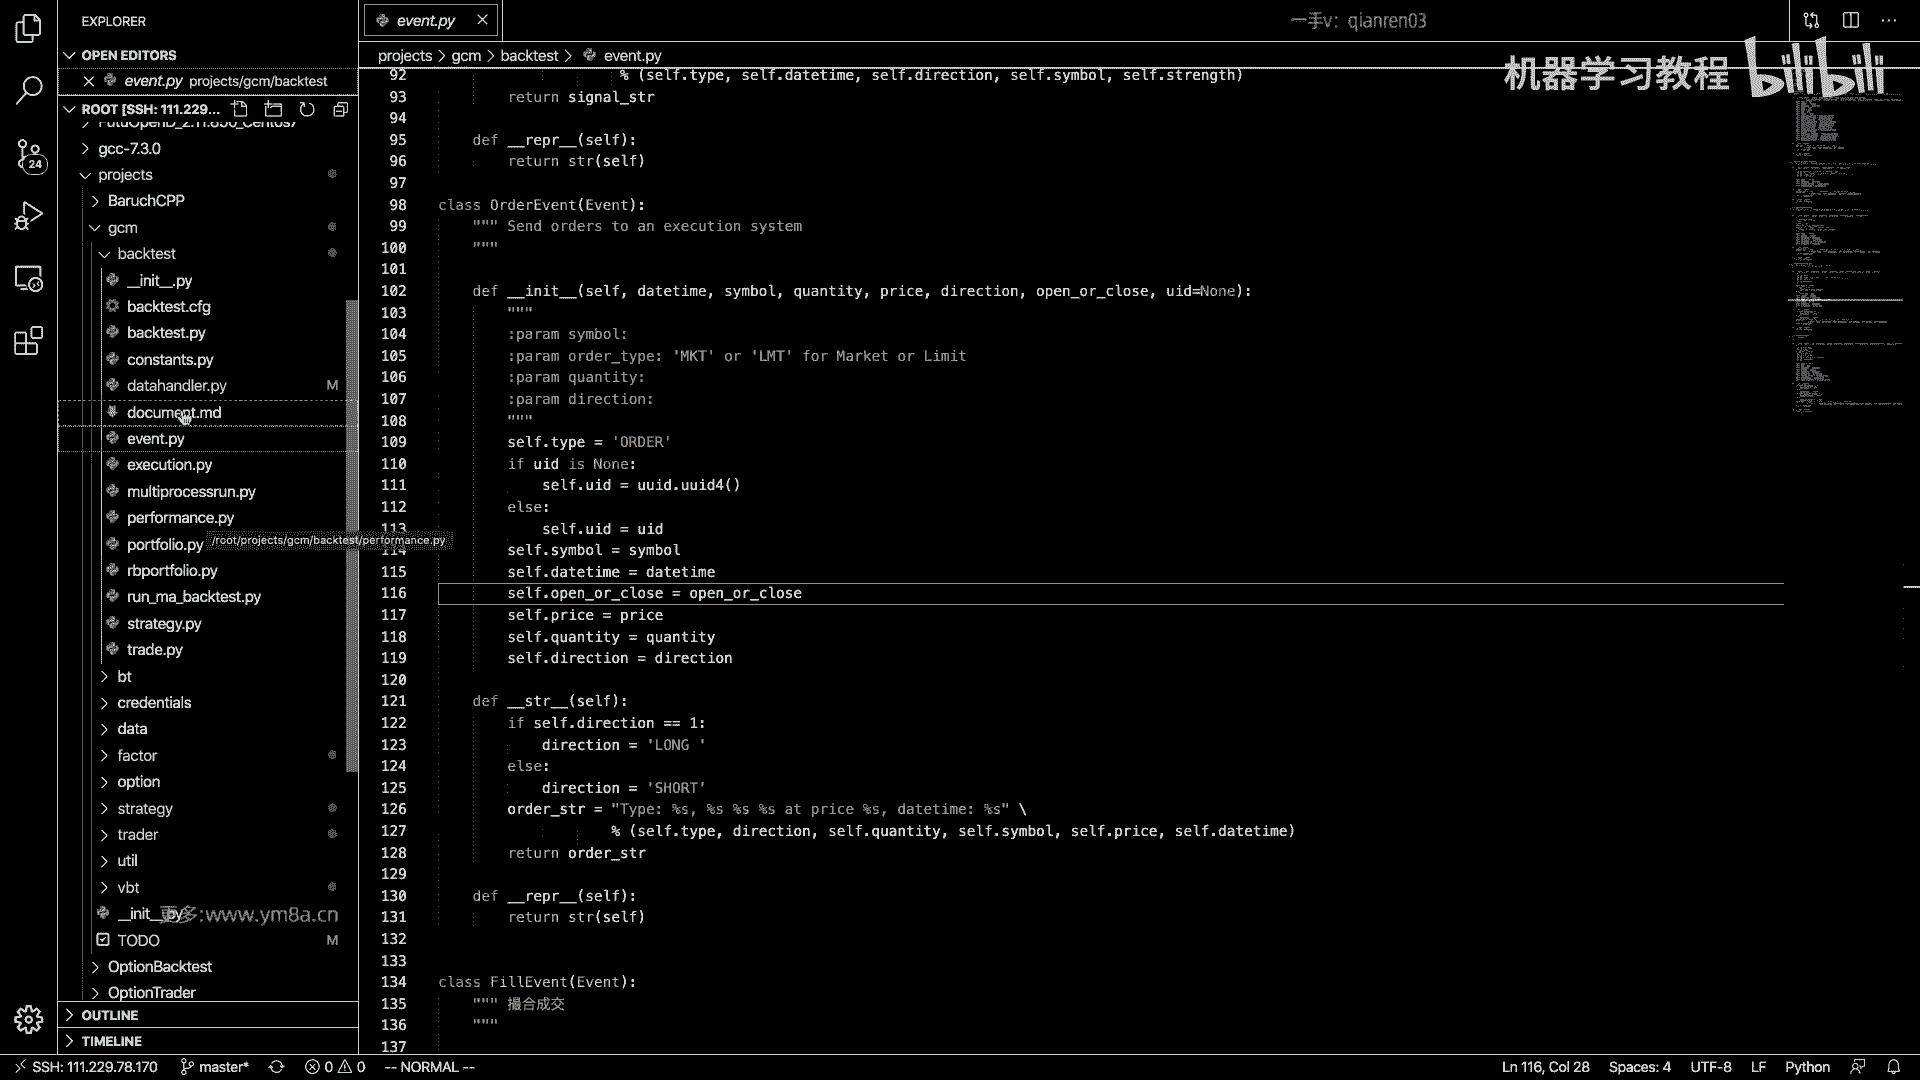 EXPLORER
OPEN EDITORS
event.py projects/gcm/backtest
ROOT [SSH: 111.229....
gcc-7.3.0
projects
BaruchCPP
gcm
backtest
__init__.py
backtest.cfg
backtest.py
constants.py
datahandler.py M
document.md
event.py
execution.py
multiprocessrun.py
performance.py
portfolio.py
/root/projects/gcm/backtest/performance.py
rbportfolio.py
run_ma_backtest.py
strategy.py
trade.py
bt
credentials
data
factor
option
strategy
trader
util
vbt
__init__.py
更多:www.ym8a.cn
TODO M
OptionBacktest
OptionTrader
OUTLINE
TIMELINE
24
event.py
一手v: qianren03
机器学习教程 bilibili
projects > gcm > backtest > event.py
92 % (self.type, self.datetime, self.direction, self.symbol, self.strength)
93 return signal_str
94
95 def __repr__(self):
96 return str(self)
97
98 class OrderEvent(Event):
99 """ Send orders to an execution system
100 """
101
102 def __init__(self, datetime, symbol, quantity, price, direction, open_or_close, uid=None):
103 """
104 :param symbol:
105 :param order_type: 'MKT' or 'LMT' for Market or Limit
106 :param quantity:
107 :param direction:
108 """
109 self.type = 'ORDER'
110 if uid is None:
111 self.uid = uuid.uuid4()
112 else:
113 self.uid = uid
114 self.symbol = symbol
115 self.datetime = datetime
116 self.open_or_close = open_or_close
117 self.price = price
118 self.quantity = quantity
119 self.direction = direction
120
121 def __str__(self):
122 if self.direction == 1:
123 direction = 'LONG '
124 else:
125 direction = 'SHORT'
126 order_str = "Type: %s, %s %s %s at price %s, datetime: %s" \
127 % (self.type, direction, self.quantity, self.symbol, self.price, self.datetime)
128 return order_str
129
130 def __repr__(self):
131 return str(self)
132
133
134 class FillEvent(Event):
135 """ 撮合成交
136 """
137
SSH: 111.229.78.170 master* 0 0 -- NORMAL -- Ln 116, Col 28 Spaces: 4 UTF-8 LF Python